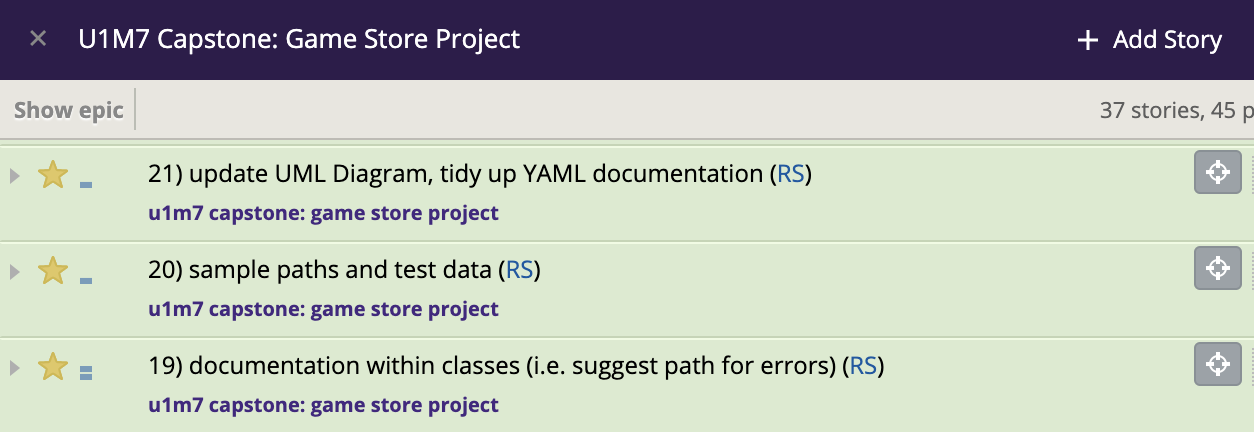 U1M7 Capstone: Game Store Project
+ Add Story
Show epic
37 stories, 45 p
21) update UML Diagram, tidy up YAML documentation (RS)
u1m7 capstone: game store project
20) sample paths and test data (RS)
u1m7 capstone: game store project
19) documentation within classes (i.e. suggest path for errors) (RS)
u1m7 capstone: game store project